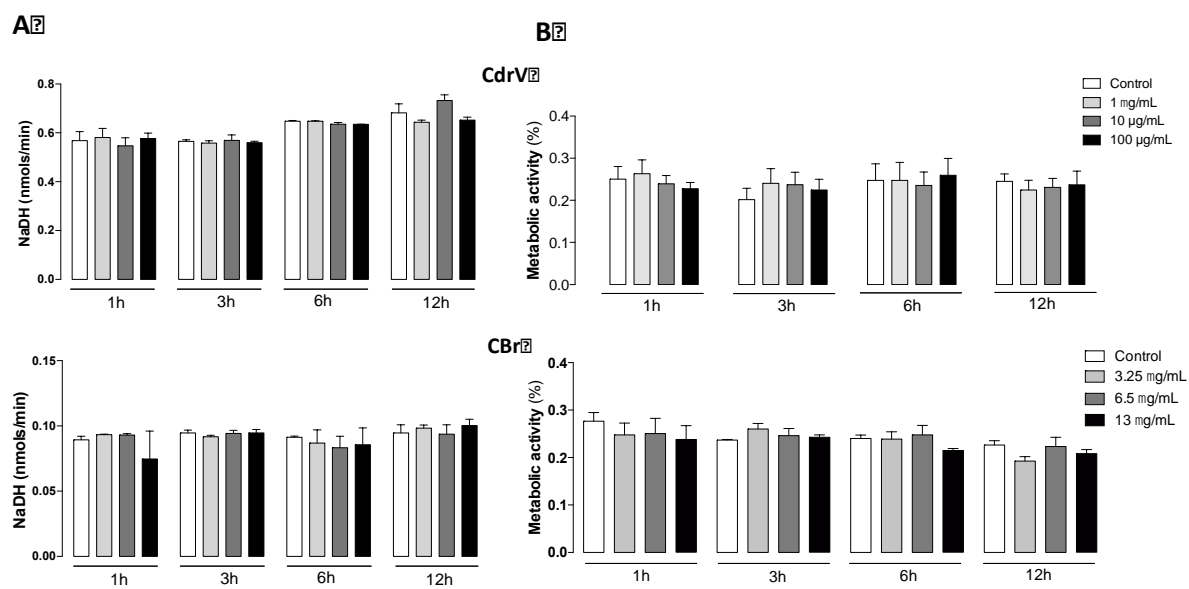 A⍰
B⍰
CdrV⍰
NaDH (nmols/min)
0.8
0.6
0.4
0.2
0.0
1h
3h
6h
12h
Metabolic activity (%)
0.4
0.3
0.2
0.1
0.0
1h
3h
6h
12h
Control
1 mg/mL
10 µg/mL
100 µg/mL
CBr⍰
NaDH (nmols/min)
0.15
0.10
0.05
0.00
1h
3h
6h
12h
Metabolic activity (%)
0.4
0.3
0.2
0.1
0.0
1h
3h
6h
12h
Control
3.25 mg/mL
6.5 mg/mL
13 mg/mL